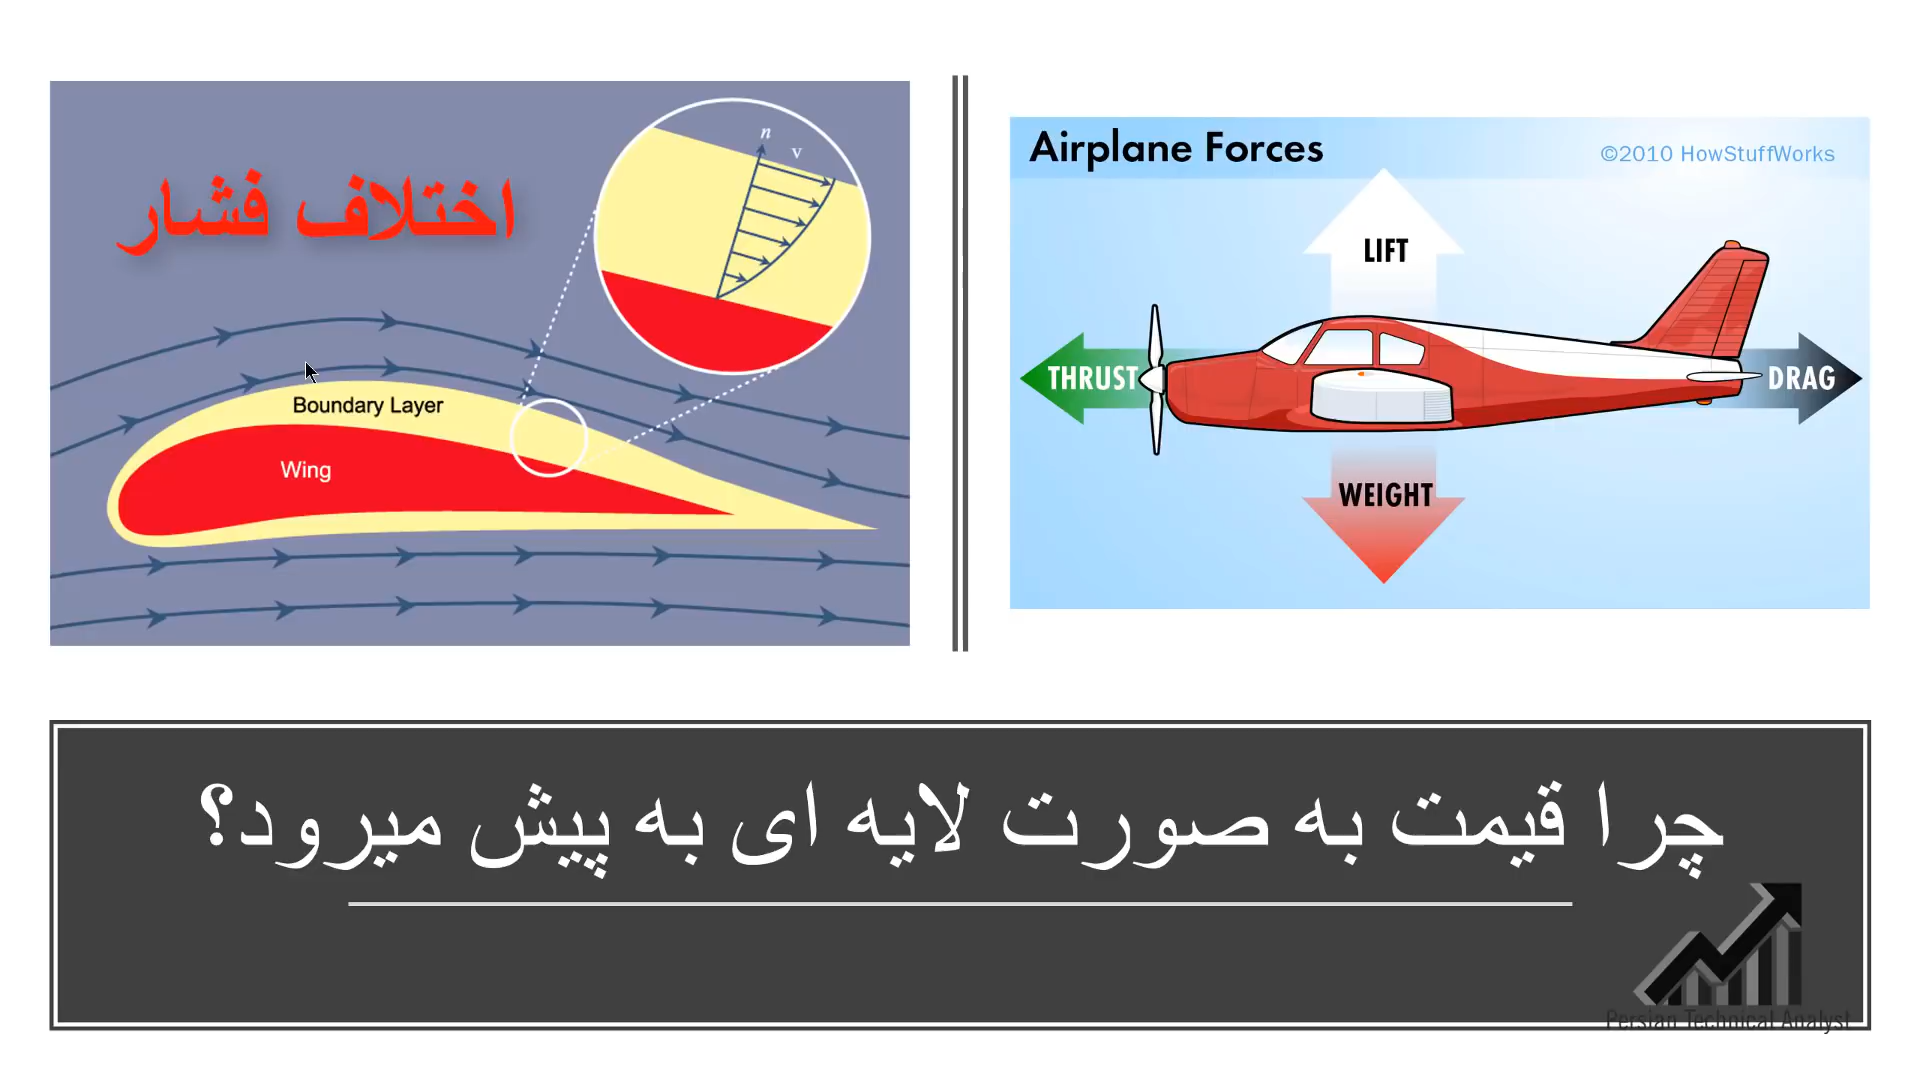 اختلاف فشار
n
v
Boundary Layer
Wing
Airplane Forces
©2010 HowStuffWorks
LIFT
THRUST
DRAG
WEIGHT
چرا قیمت به صورت لایه ای به پیش میرود؟
Persian Technical Analyst